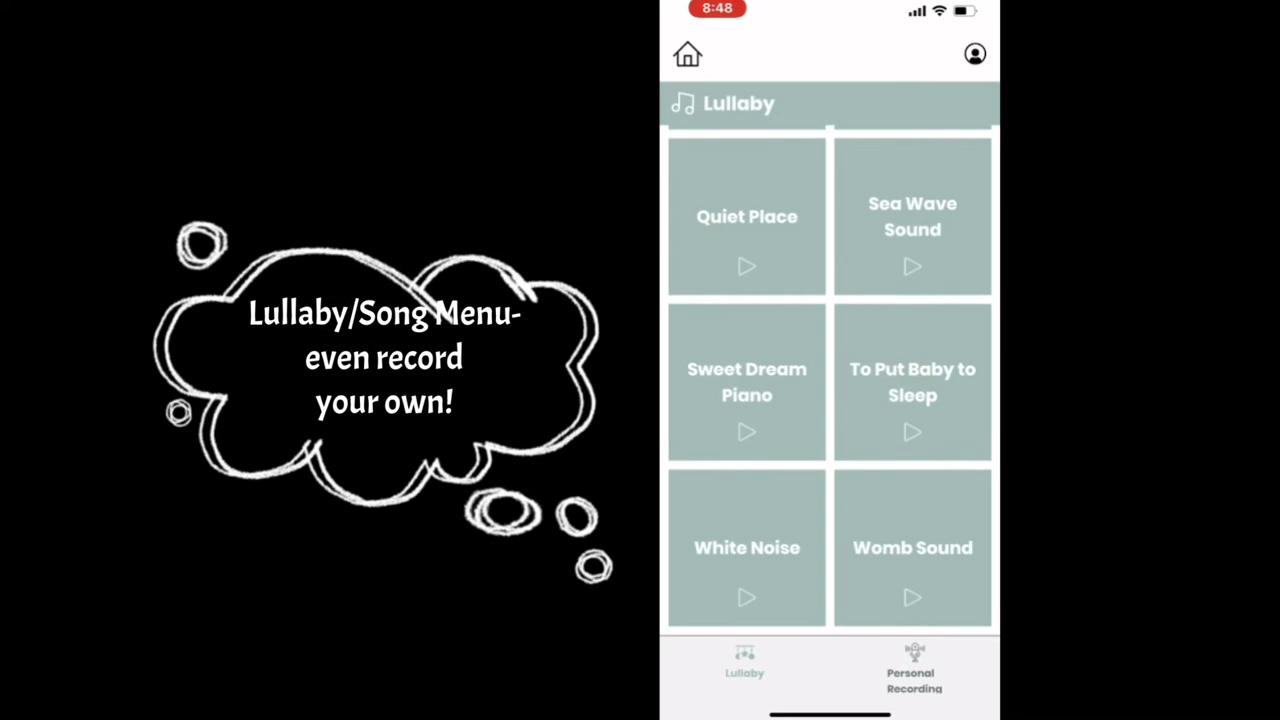 Lullaby/Song Menu-
even record
your own!
8:48
Lullaby
Quiet Place
Sea Wave
Sound
Sweet Dream
Piano
To Put Baby to
Sleep
White Noise
Womb Sound
Lullaby
Personal
Recording